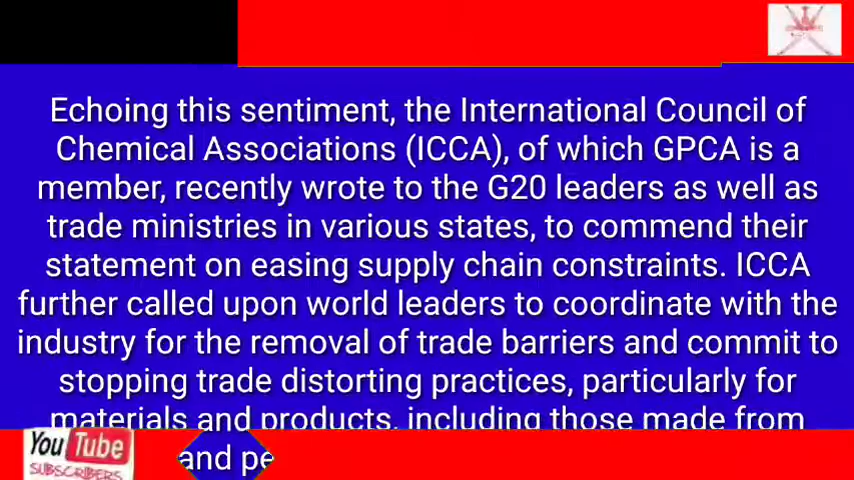 Echoing this sentiment, the International Council of
Chemical Associations (ICCA), of which GPCA is a
member, recently wrote to the G20 leaders as well as
trade ministries in various states, to commend their
statement on easing supply chain constraints. ICCA
further called upon world leaders to coordinate with the
industry for the removal of trade barriers and commit to
stopping trade distorting practices, particularly for
materials and products, including those made from
and
YouTube
SUBSCRIBERS